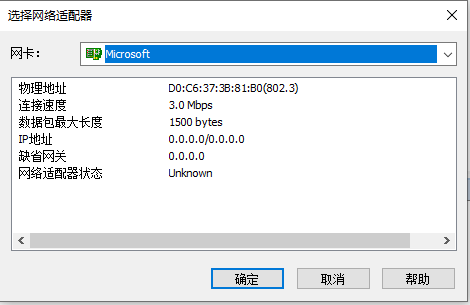 选择网络适配器
网卡： Microsoft
物理地址 D0:C6:37:3B:81:B0(802.3)
连接速度 3.0 Mbps
数据包最大长度 1500 bytes
IP地址 0.0.0.0/0.0.0.0
缺省网关 0.0.0.0
网络适配器状态 Unknown
确定 取消 帮助